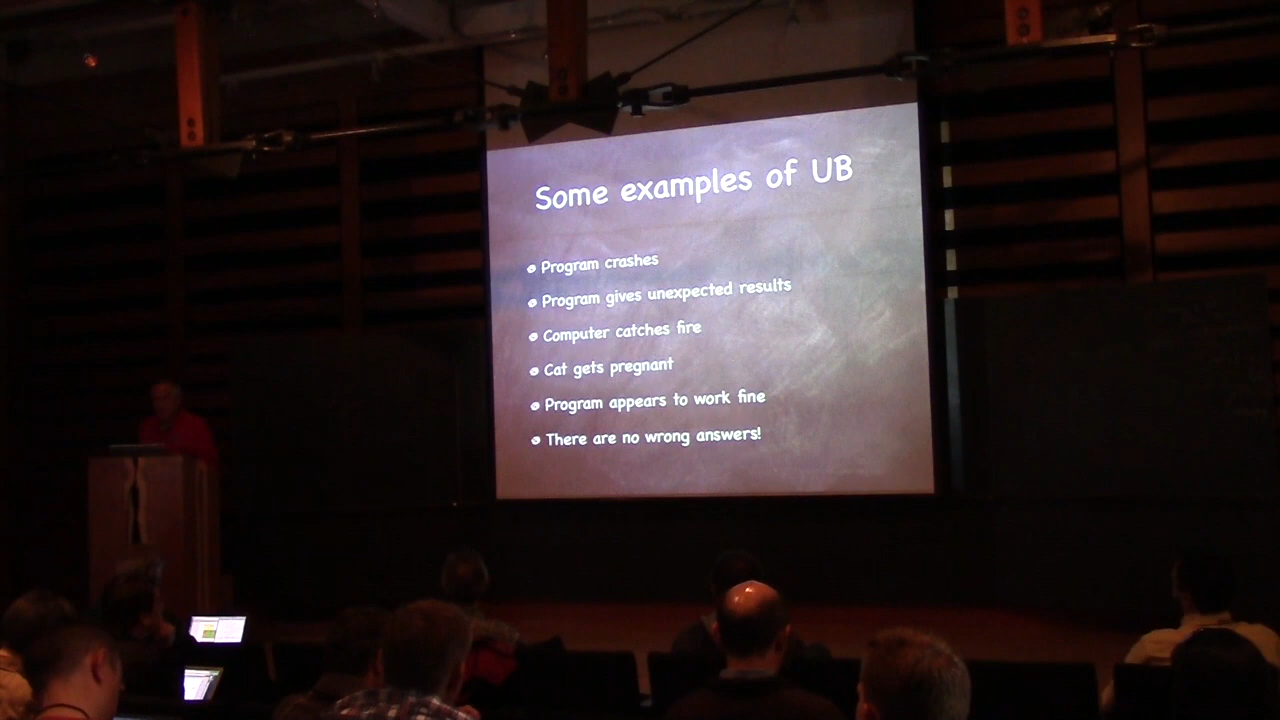 Some examples of UB
Program crashes
Program gives unexpected results
Computer catches fire
Cat gets pregnant
Program appears to work fine
There are no wrong answers!